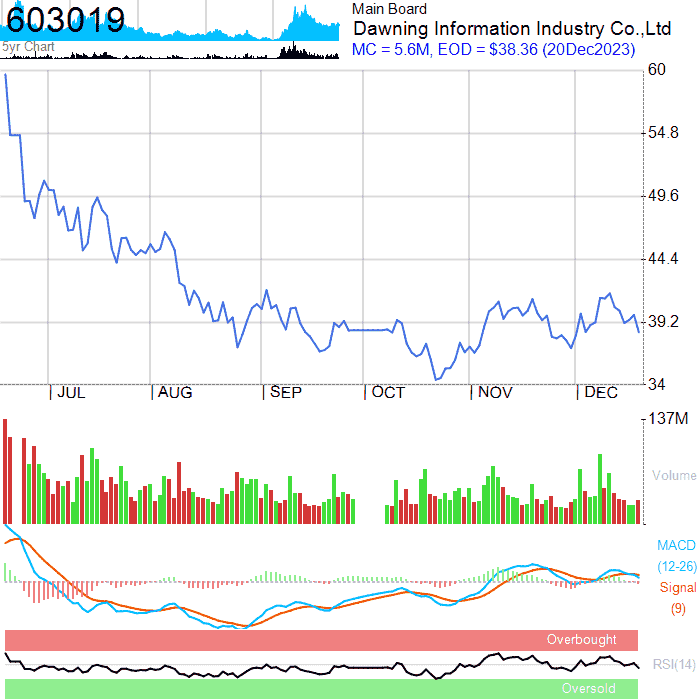 603019
5yr Chart
Main Board
Dawning Information Industry Co.,Ltd
MC = 5.6M, EOD = $38.36 (20Dec2023)
60
54.8
49.6
44.4
39.2
34
JUL AUG SEP OCT NOV DEC
137M
Volume
MACD
(12-26)
Signal
(9)
Overbought
RSI(14)
Oversold